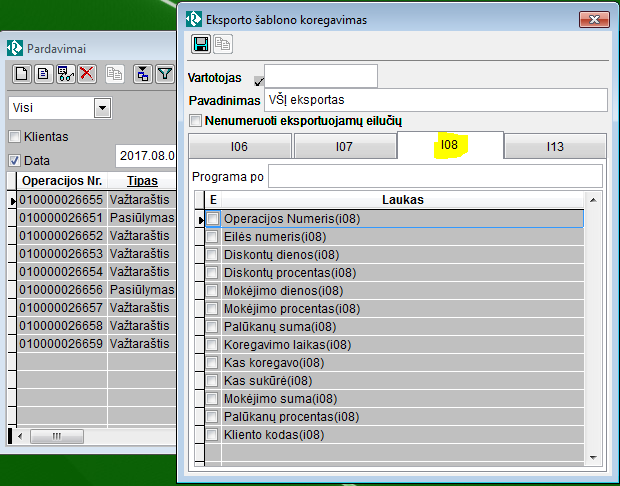 Pardavimai
Visi
Klientas
Data
2017.08.0
Operacijos Nr. Tipas
010000026655 Važtaraštis
010000026651 Pasiūlymas
010000026652 Važtaraštis
010000026653 Važtaraštis
010000026654 Važtaraštis
010000026656 Pasiūlymas
010000026657 Važtaraštis
010000026658 Važtaraštis
010000026659 Važtaraštis
Eksporto šablono koregavimas
Vartotojas
Pavadinimas VŠĮ eksportas
Nenumeruoti eksportuojamų eilučių
I06 I07 I08 I13
Programa po
E Laukas
Operacijos Numeris(i08)
Eilės numeris(i08)
Diskontų dienos(i08)
Diskontų procentas(i08)
Mokėjimo dienos(i08)
Mokėjimo procentas(i08)
Palūkanų suma(i08)
Koregavimo laikas(i08)
Kas koregavo(i08)
Kas sukūrė(i08)
Mokėjimo suma(i08)
Palūkanų procentas(i08)
Kliento kodas(i08)